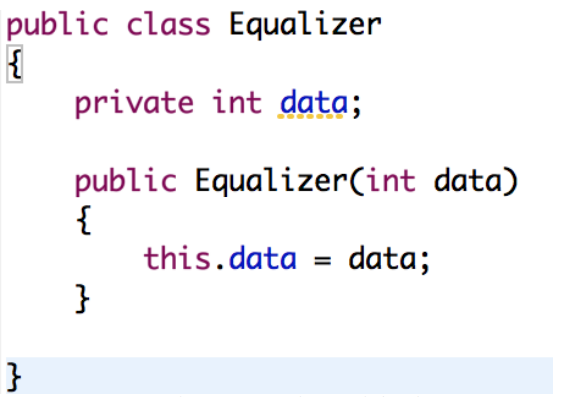 public class Equalizer
{
    private int data;
    public Equalizer(int data)
    {
        this.data = data;
    }
}